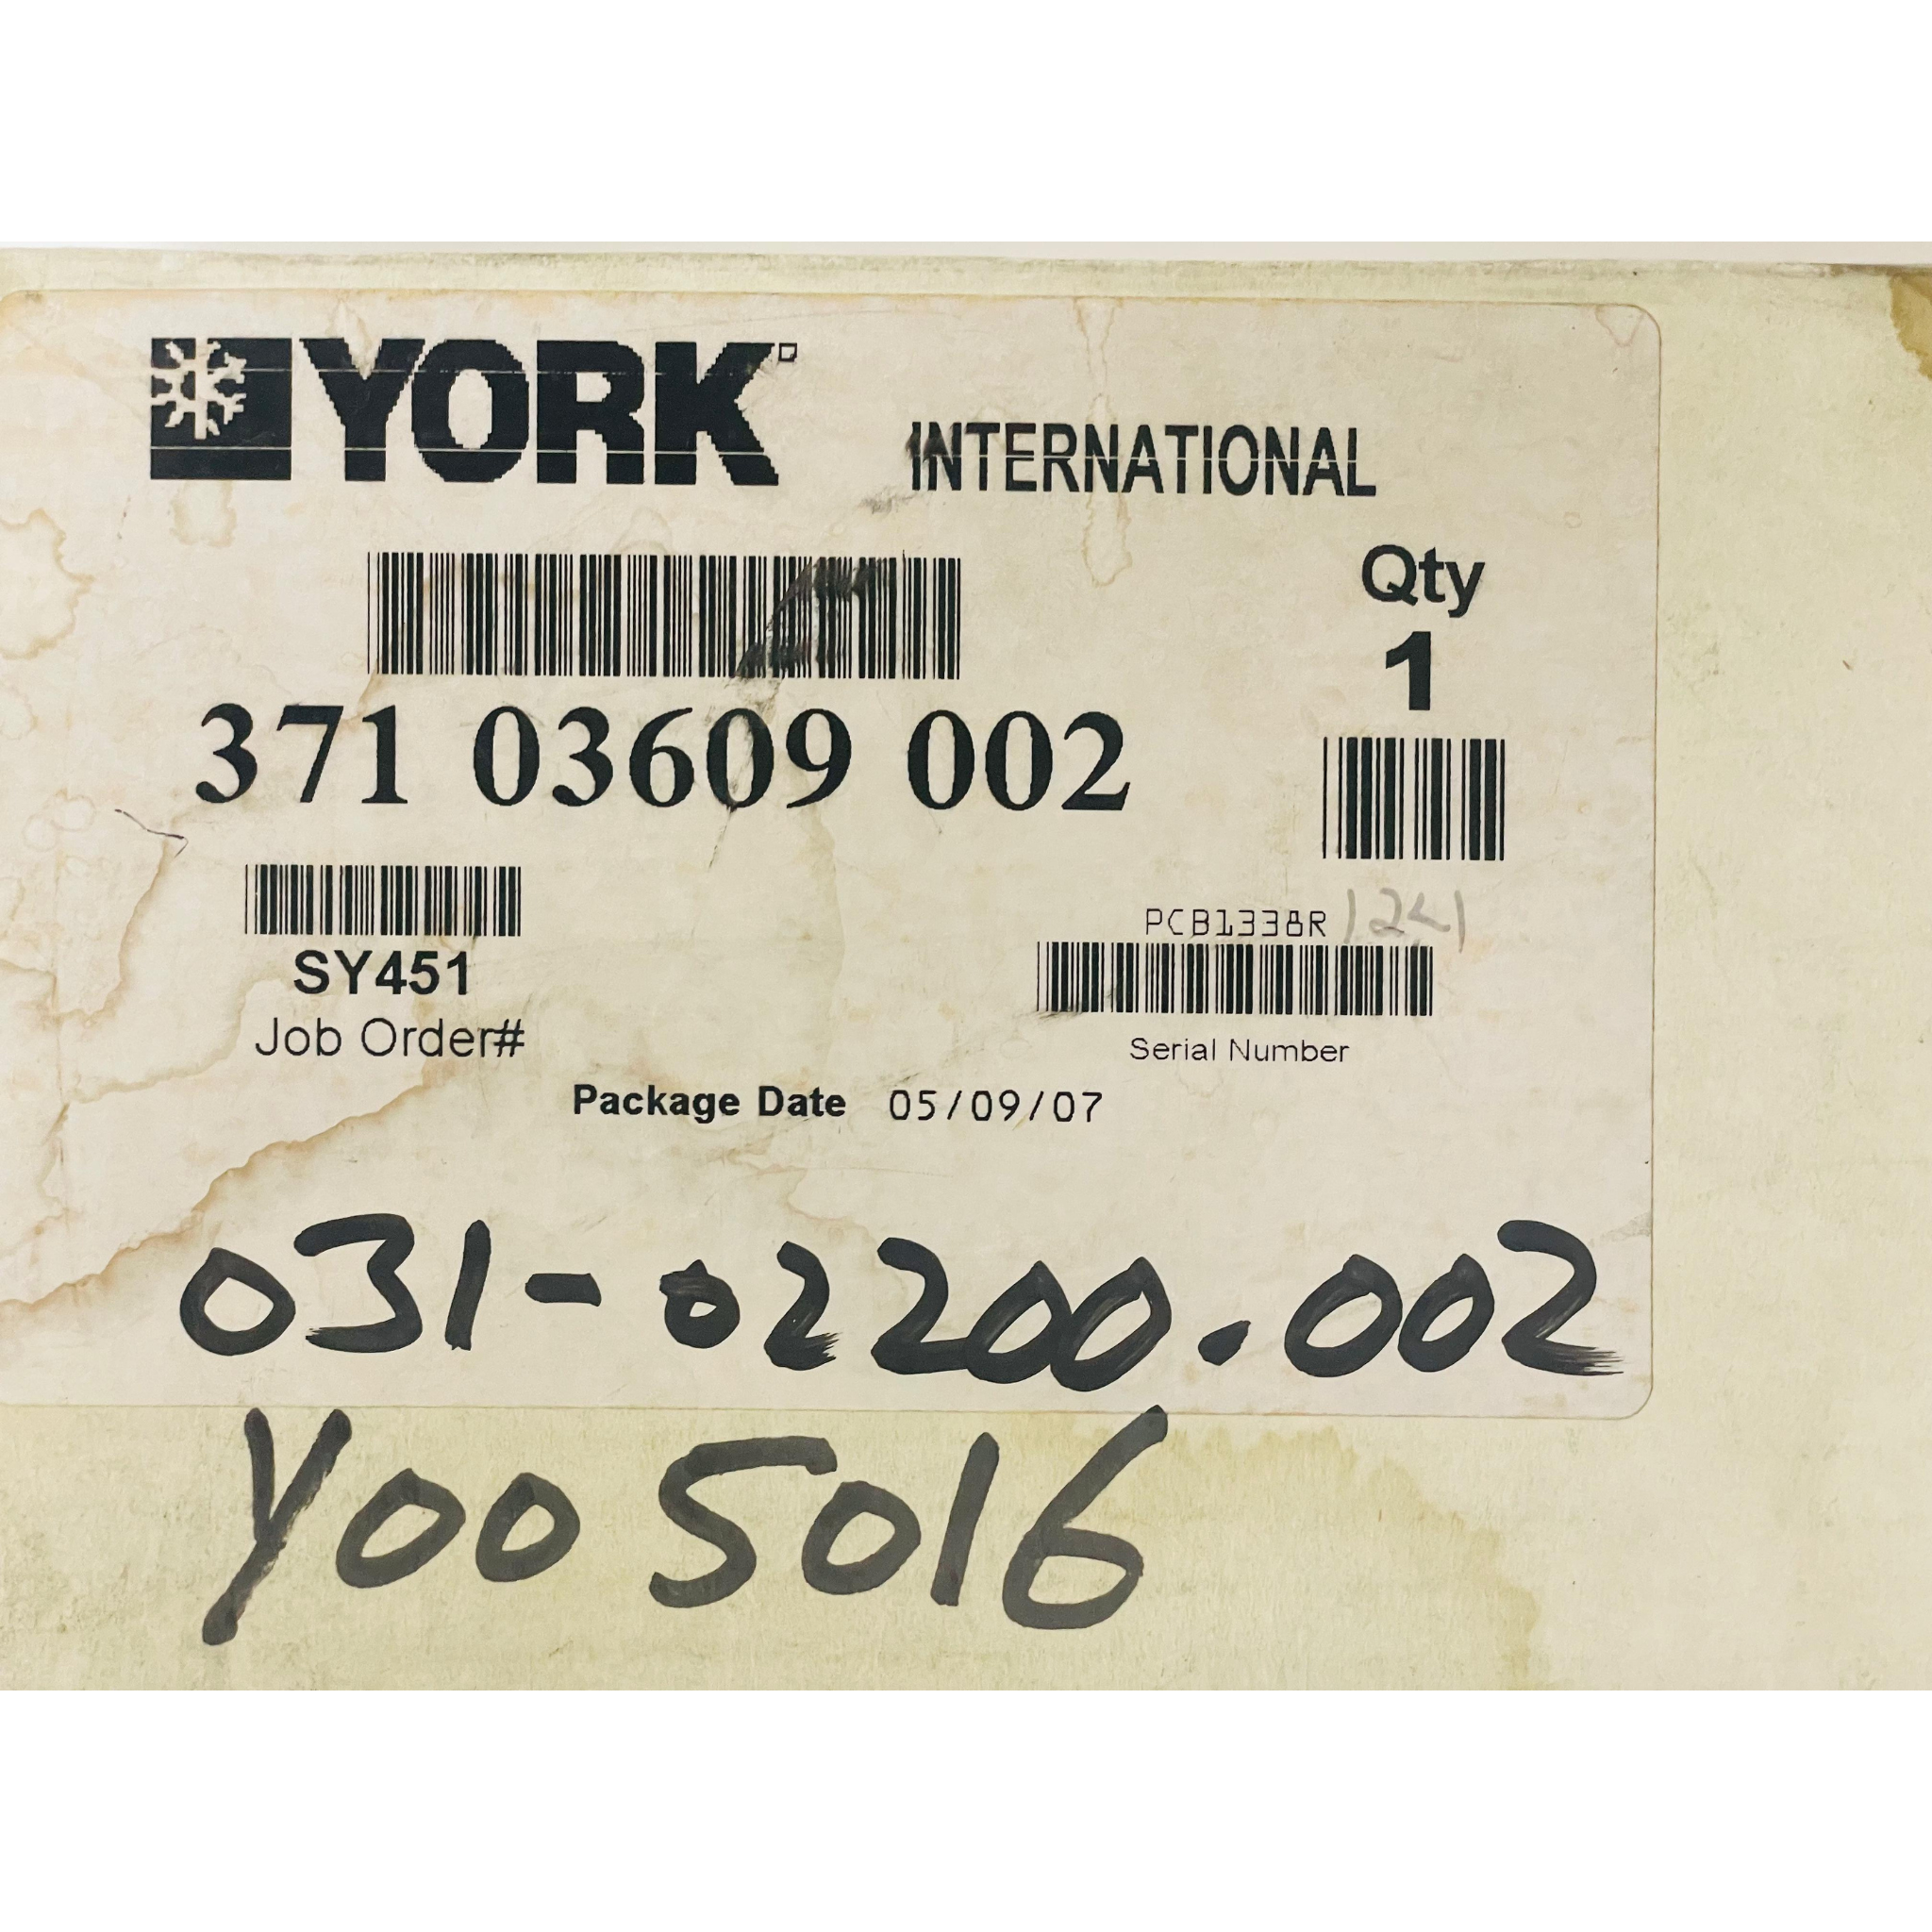 YORK INTERNATIONAL
Qty
1
371 03609 002
SY451
Job Order#
PCB1338R
Serial Number
Package Date 05/09/07
031-02200.002
Y005016